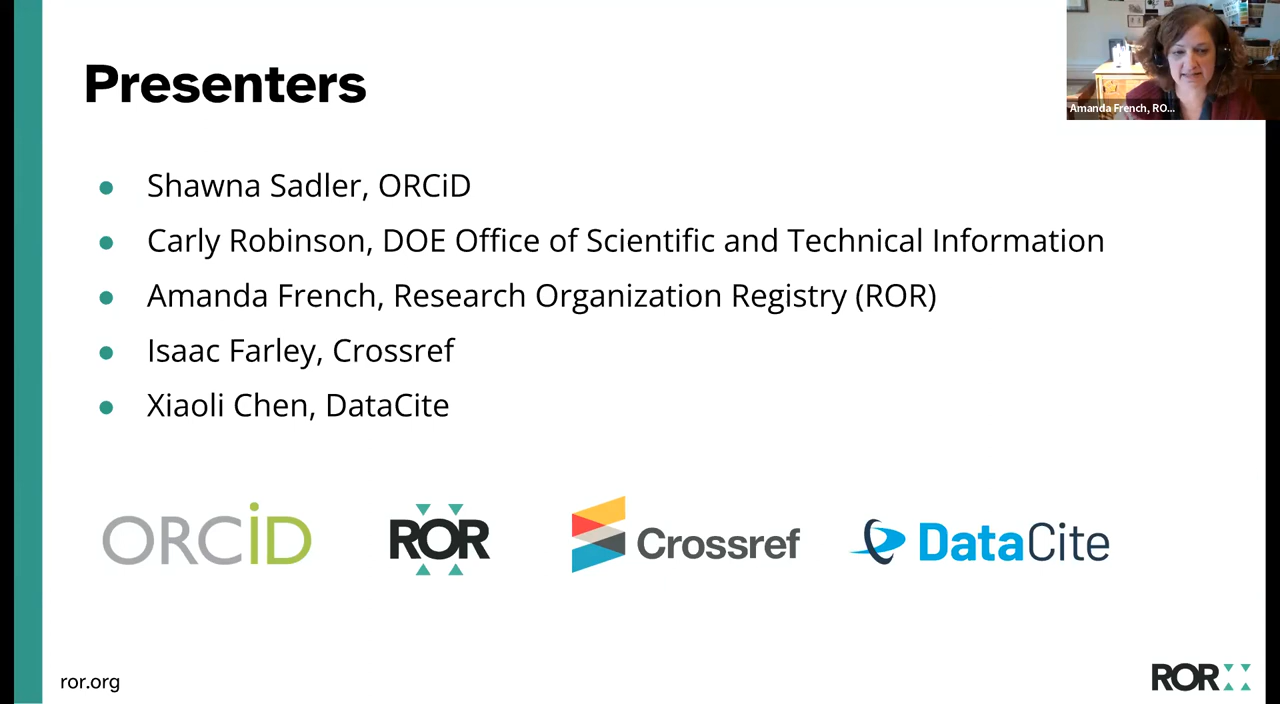 Presenters
Amanda French, RO...
Shawna Sadler, ORCiD
Carly Robinson, DOE Office of Scientific and Technical Information
Amanda French, Research Organization Registry (ROR)
Isaac Farley, Crossref
Xiaoli Chen, DataCite
ORCiD
ROR
Crossref
DataCite
ror.org
ROR